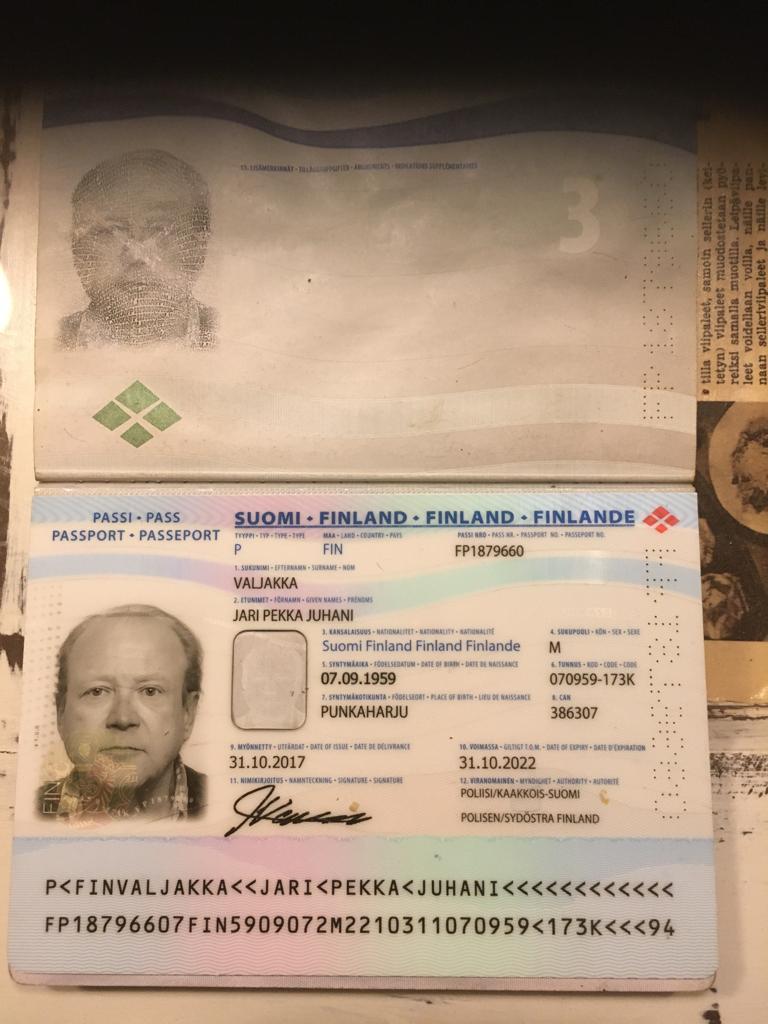 13. LISÄMERKINNÄT • TILLÄGGSUPPGIFTER • AMENDMENTS • INDICATIONS SUPPLÉMENTAIRES
3
tilla viipaleet, samoin sellerin (kei-
tetyn) viipaleet muodostetaan pyö-
reiksi samalla muotilla. Leipäviipa-
leet voidellaan voilla, näille pan-
naan selleriviipaleet ja näille
PASSI • PASS
PASSPORT • PASSEPORT
SUOMI • FINLAND • FINLAND • FINLANDE
TYYPPI • TYP • TYPE • TYPE MAA • LAND • COUNTRY • PAYS PASSI NRO • PASS NR. • PASSPORT NO. • PASSEPORT NO.
P FIN FP1879660
1. SUKUNIMI • EFTERNAMN • SURNAME • NOM
VALJAKKA
2. ETUNIMET • FÖRNAMN • GIVEN NAMES • PRÉNOMS
JARI PEKKA JUHANI
3. KANSALAISUUS • NATIONALITET • NATIONALITY • NATIONALITÉ 4. SUKUPUOLI • KÖN • SEX • SEXE
Suomi Finland Finland Finlande M
5. SYNTYMÄAIKA • FÖDELSEDATUM • DATE OF BIRTH • DATE DE NAISSANCE 6. TUNNUS • KOD • CODE • CODE
07.09.1959 070959-173K
7. SYNTYMÄKOTIKUNTA • FÖDELSEORT • PLACE OF BIRTH • LIEU DE NAISSANCE 8. CAN
PUNKAHARJU 386307
9. MYÖNNETTY • UTFÄRDAT • DATE OF ISSUE • DATE DE DÉLIVRANCE 10. VOIMASSA • GILTIGT T.O.M. • DATE OF EXPIRY • DATE D'EXPIRATION
31.10.2017 31.10.2022
11. NIMIKIRJOITUS • NAMNTECKNING • SIGNATURE • SIGNATURE 12. VIRANOMAINEN • MYNDIGHET • AUTHORITY • AUTORITÉ
POLIISI/KAAKKOIS-SUOMI
POLISEN/SYDÖSTRA FINLAND
FIN
P<FINVALJAKKA<<JARI<PEKKA<JUHANI<<<<<<<<<<<<
FP18796607FIN5909072M2210311070959<173K<<<94